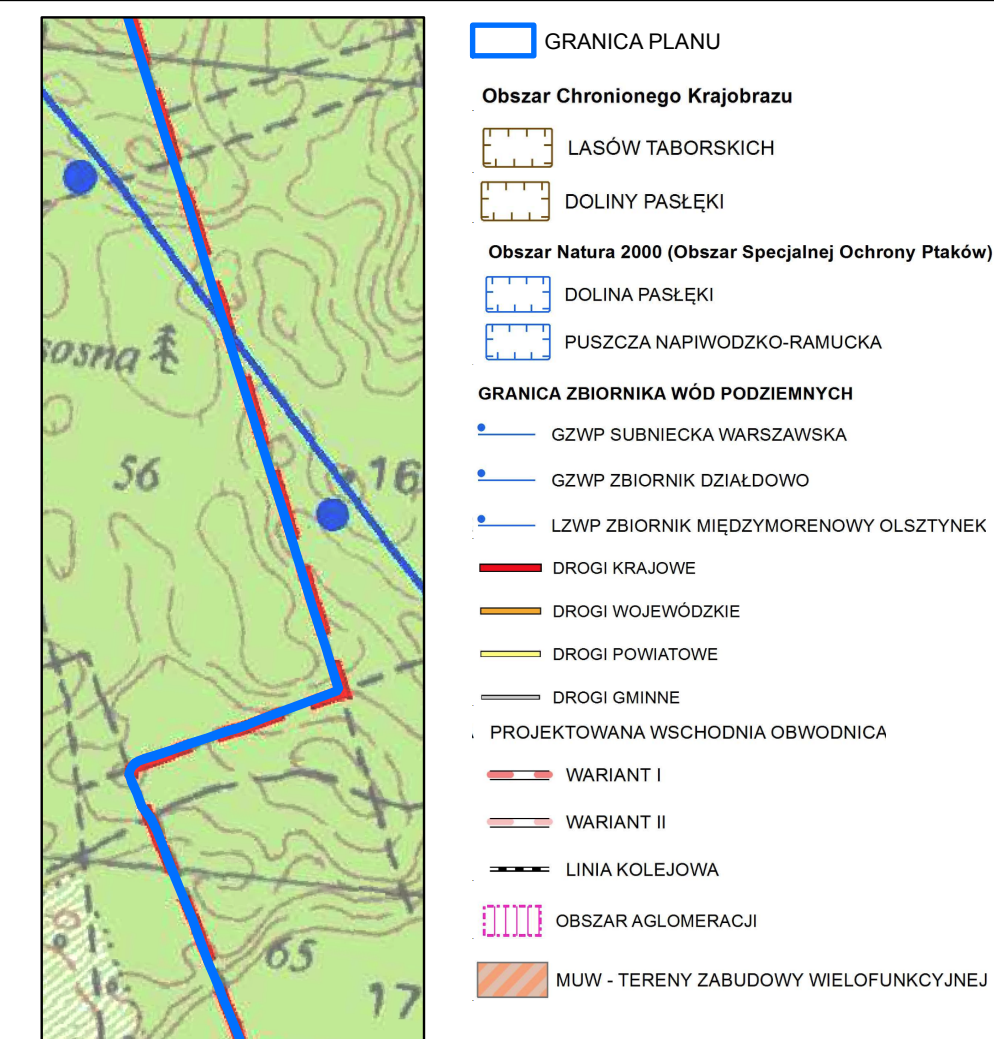 sosna
56
16
65
17
GRANICA PLANU
Obszar Chronionego Krajobrazu
LASÓW TABORSKICH
DOLINY PASŁĘKI
Obszar Natura 2000 (Obszar Specjalnej Ochrony Ptaków)
DOLINA PASŁĘKI
PUSZCZA NAPIWODZKO-RAMUCKA
GRANICA ZBIORNIKA WÓD PODZIEMNYCH
GZWP SUBNIECKA WARSZAWSKA
GZWP ZBIORNIK DZIAŁDOWO
LZWP ZBIORNIK MIĘDZYMORENOWY OLSZTYNEK
DROGI KRAJOWE
DROGI WOJEWÓDZKIE
DROGI POWIATOWE
DROGI GMINNE
PROJEKTOWANA WSCHODNIA OBWODNICA
WARIANT I
WARIANT II
LINIA KOLEJOWA
OBSZAR AGLOMERACJI
MUW - TERENY ZABUDOWY WIELOFUNKCYJNEJ